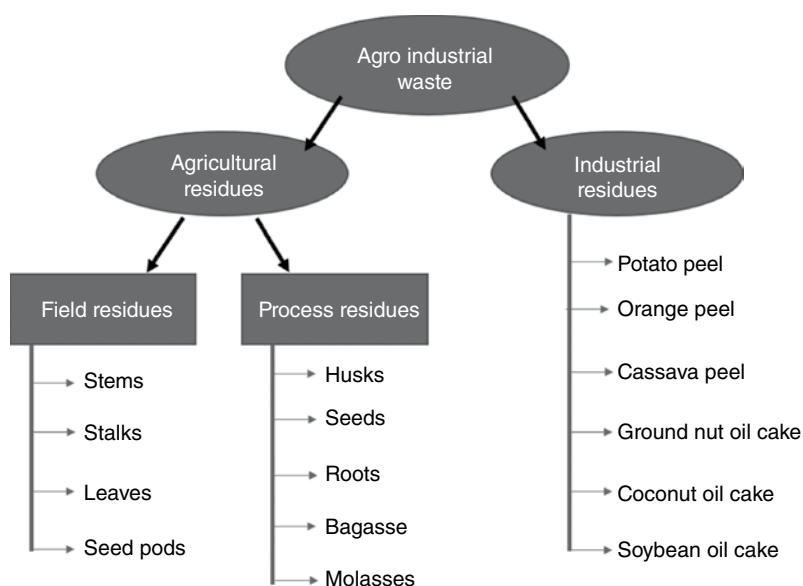 Agro industrial
waste
Agricultural
residues
Industrial
residues
Field residues
Stems
Stalks
Leaves
Seed pods
Process residues
Husks
Seeds
Roots
Bagasse
Molasses
Potato peel
Orange peel
Cassava peel
Ground nut oil cake
Coconut oil cake
Soybean oil cake